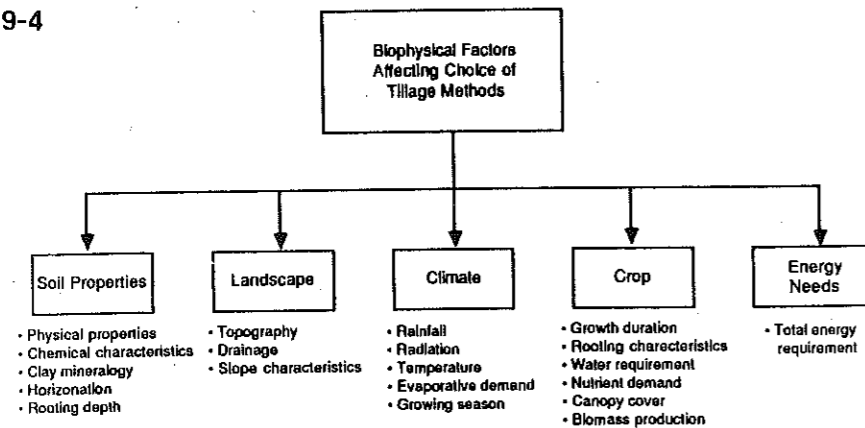 9-4
Biophysical Factors
Affecting Choice of
Tillage Methods
Soil Properties
• Physical properties
• Chemical characteristics
• Clay mineralogy
• Horizonation
• Rooting depth
Landscape
• Topography
• Drainage
• Slope characteristics
Climate
• Rainfall
• Radiation
• Temperature
• Evaporative demand
• Growing season
Crop
• Growth duration
• Rooting characteristics
• Water requirement
• Nutrient demand
• Canopy cover
• Biomass production
Energy
Needs
• Total energy
requirement